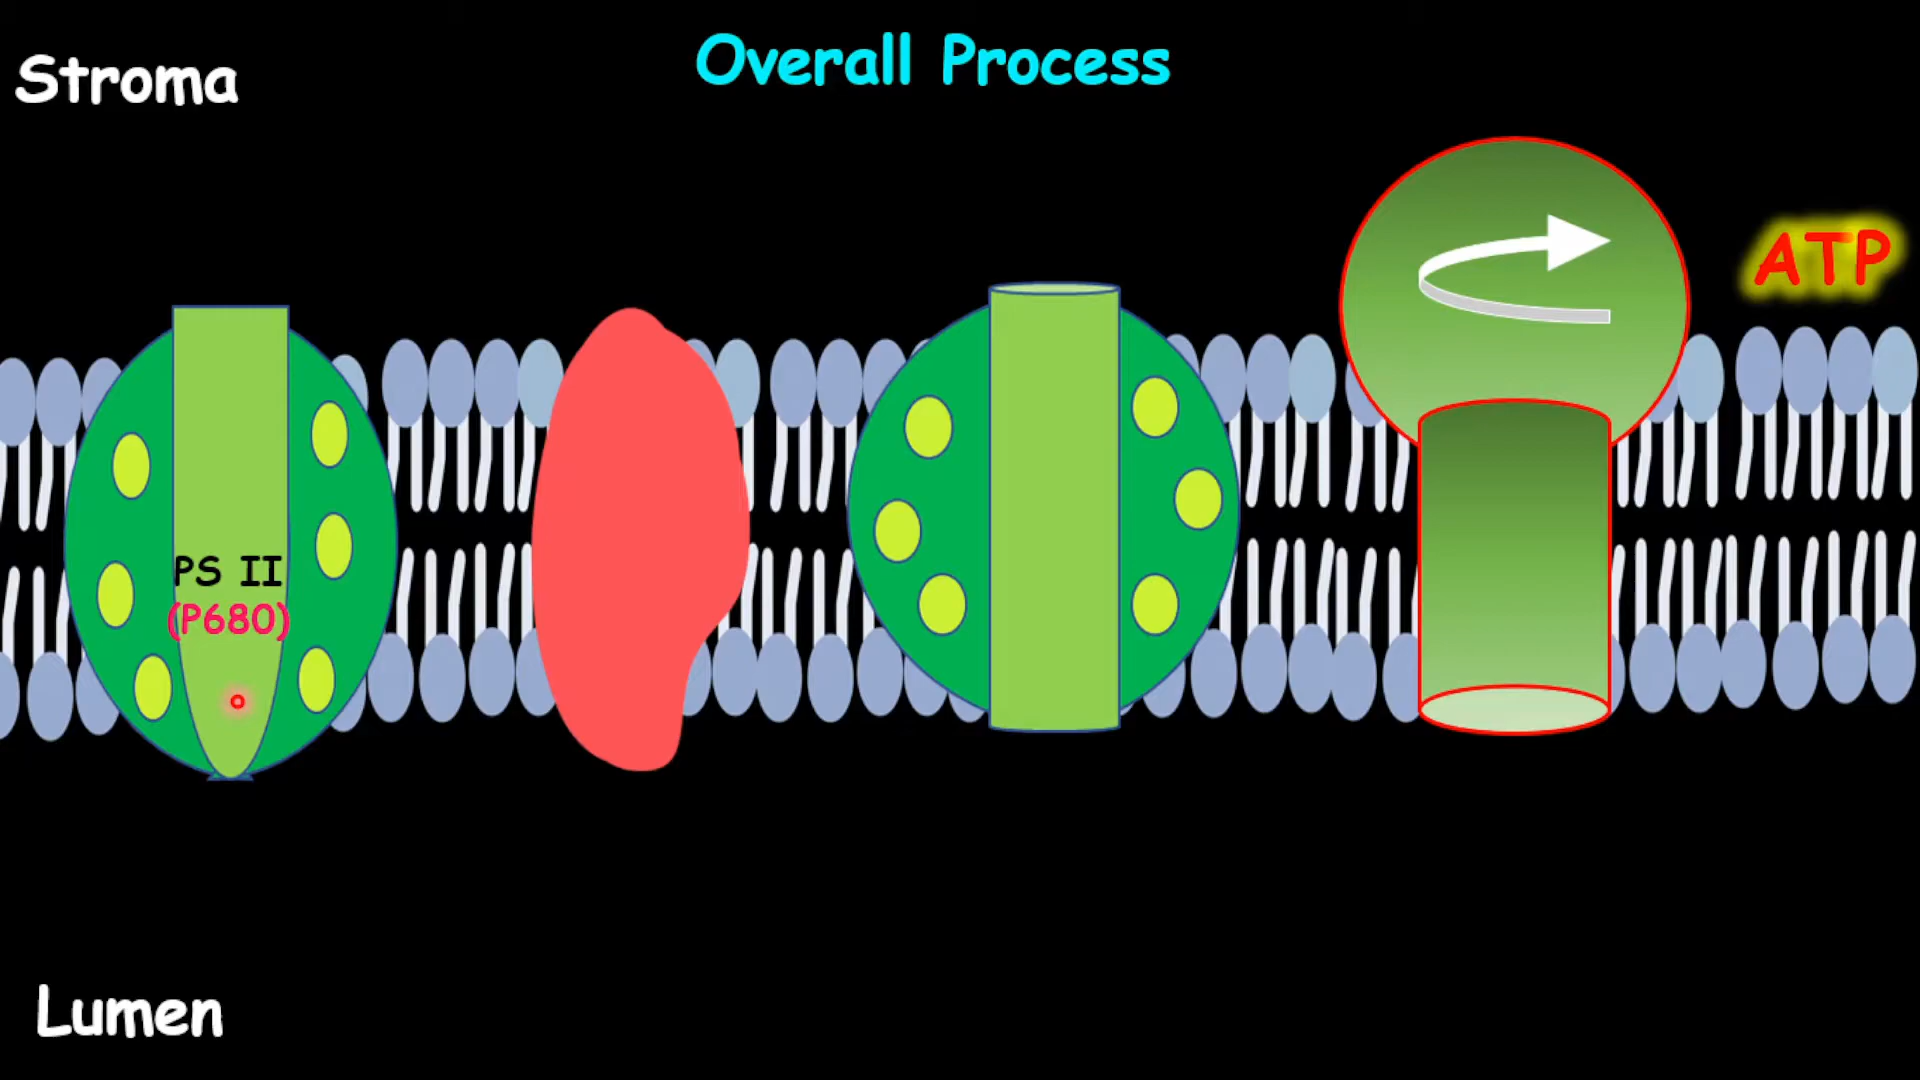 Overall Process
Stroma
ATP
PS II
(P680)
Lumen